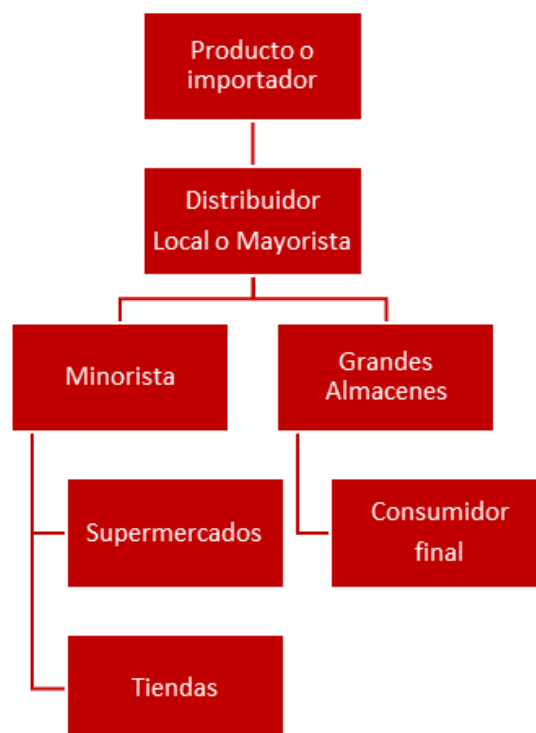 Producto o
importador
Distribuidor
Local o Mayorista
Minorista
Grandes
Almacenes
Supermercados
Consumidor
final
Tiendas